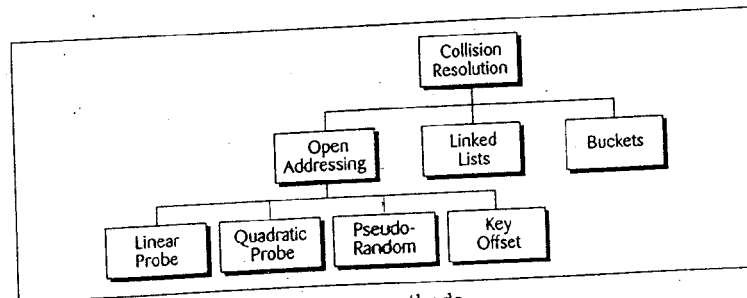 Collision
Resolution
Open
Addressing
Linked
Lists
Buckets
Linear
Probe
Quadratic
Probe
Pseudo-
Random
Key
Offset